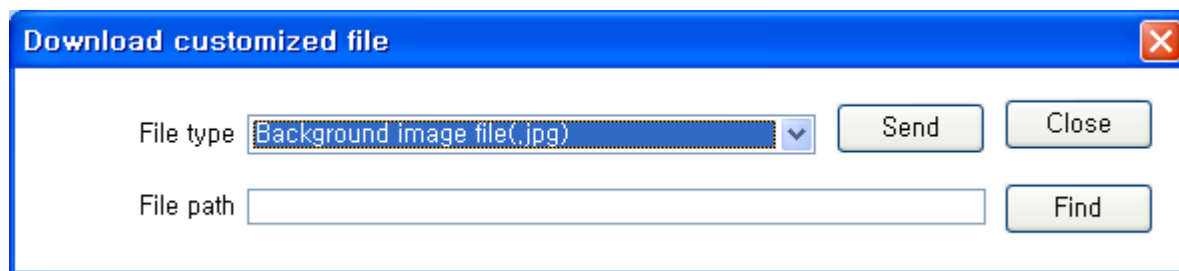 Download customized file
File type Background image file(,jpg) Send Close
File path Find